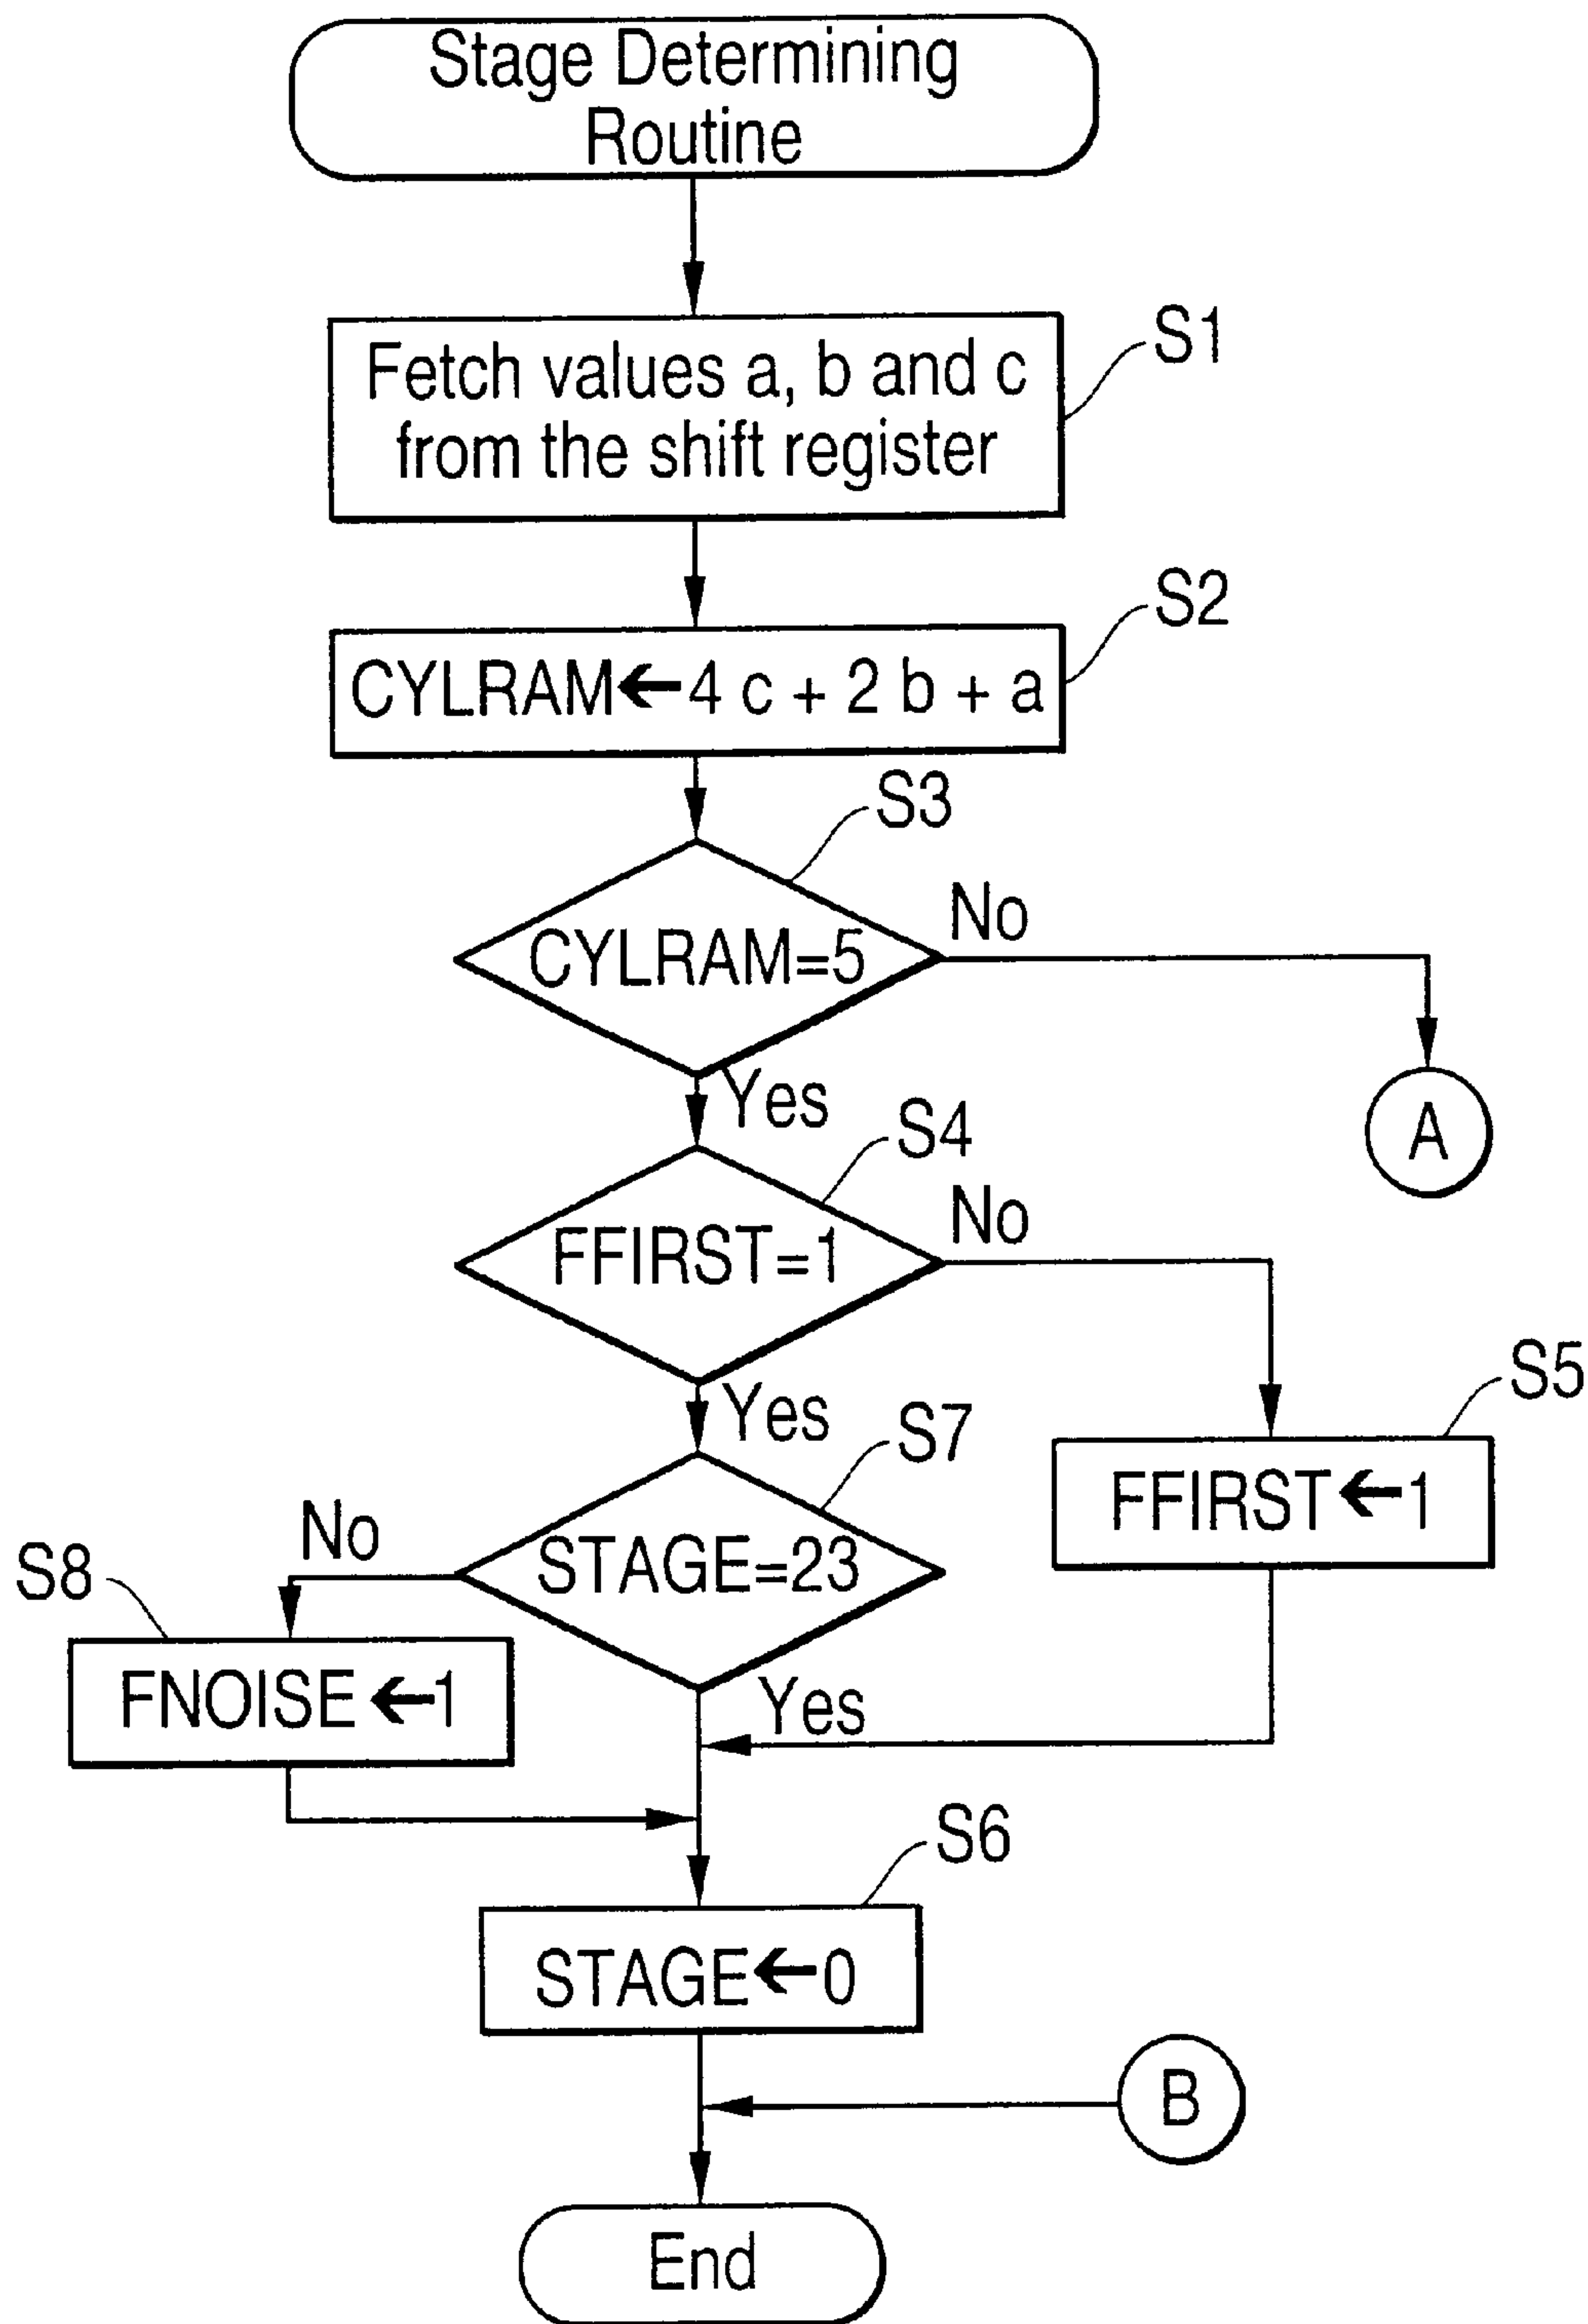 Stage Determining
Routine
S1
Fetch values a, b and c
from the shift register
S2
CYLRAM←4 c + 2 b + a
S3
CYLRAM=5
No
Yes
A
S4
FFIRST=1
No
Yes
S5
FFIRST←1
S7
STAGE=23
No
Yes
S8
FNOISE←1
S6
STAGE←0
B
End